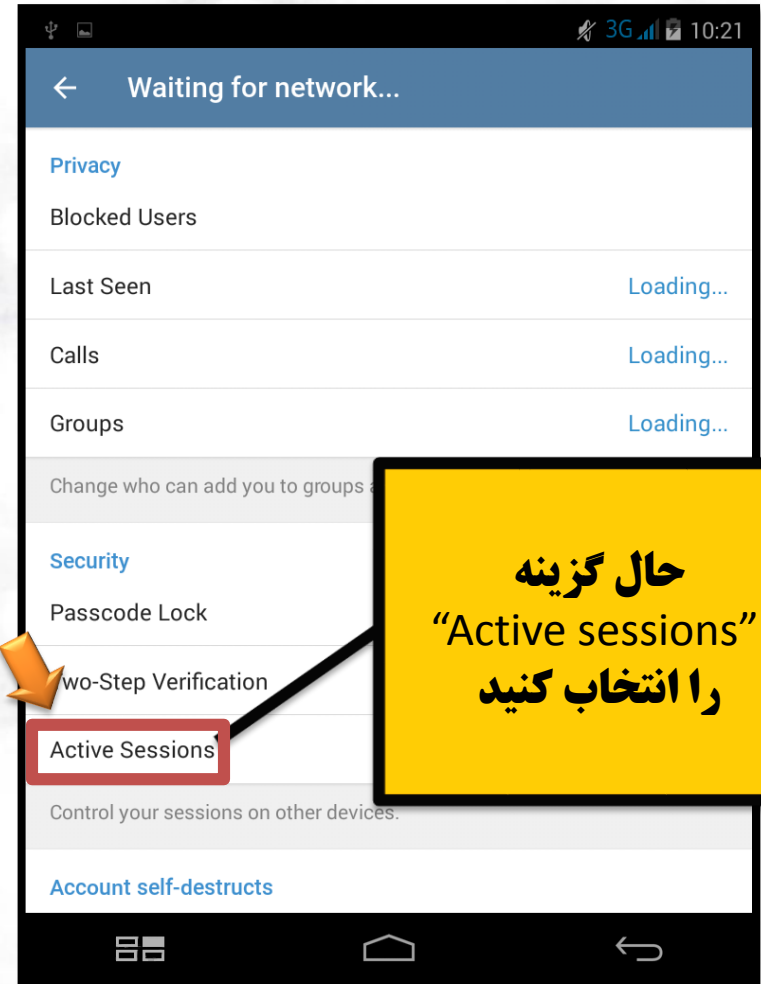 3G 10:21
Waiting for network...
Privacy
Blocked Users
Last Seen Loading...
Calls Loading...
Groups Loading...
Change who can add you to groups
Security
Passcode Lock
wo-Step Verification
Active Sessions
Control your sessions on other devices.
Account self-destructs
حال گزینه
“Active sessions”
را انتخاب کنید